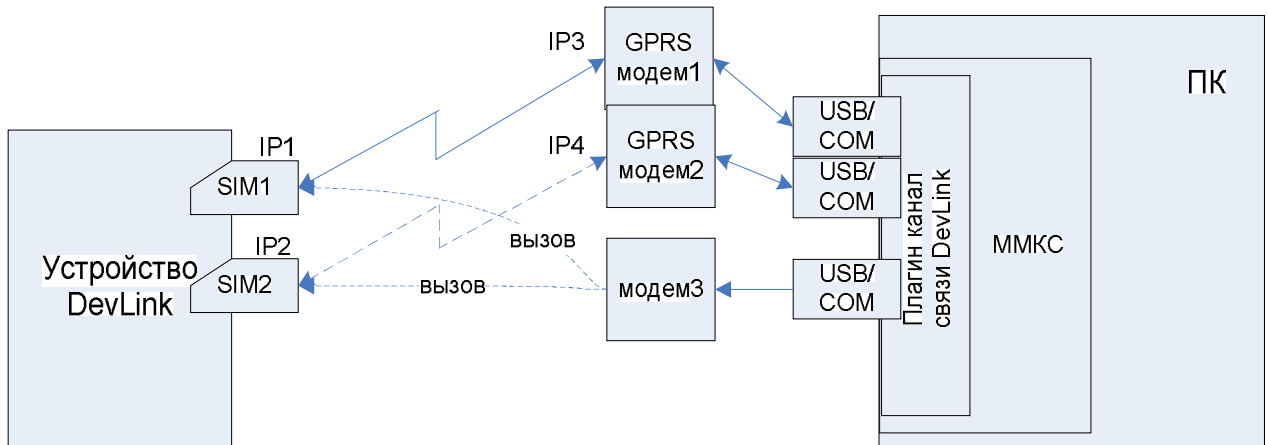 IP3
GPRS
модем1
ПК
USB/
COM
IP1
SIM1
IP4
GPRS
модем2
USB/
COM
Плагин канал
связи DevLink
ММКС
вызов
IP2
SIM2
Устройство
DevLink
вызов
модем3
USB/
COM